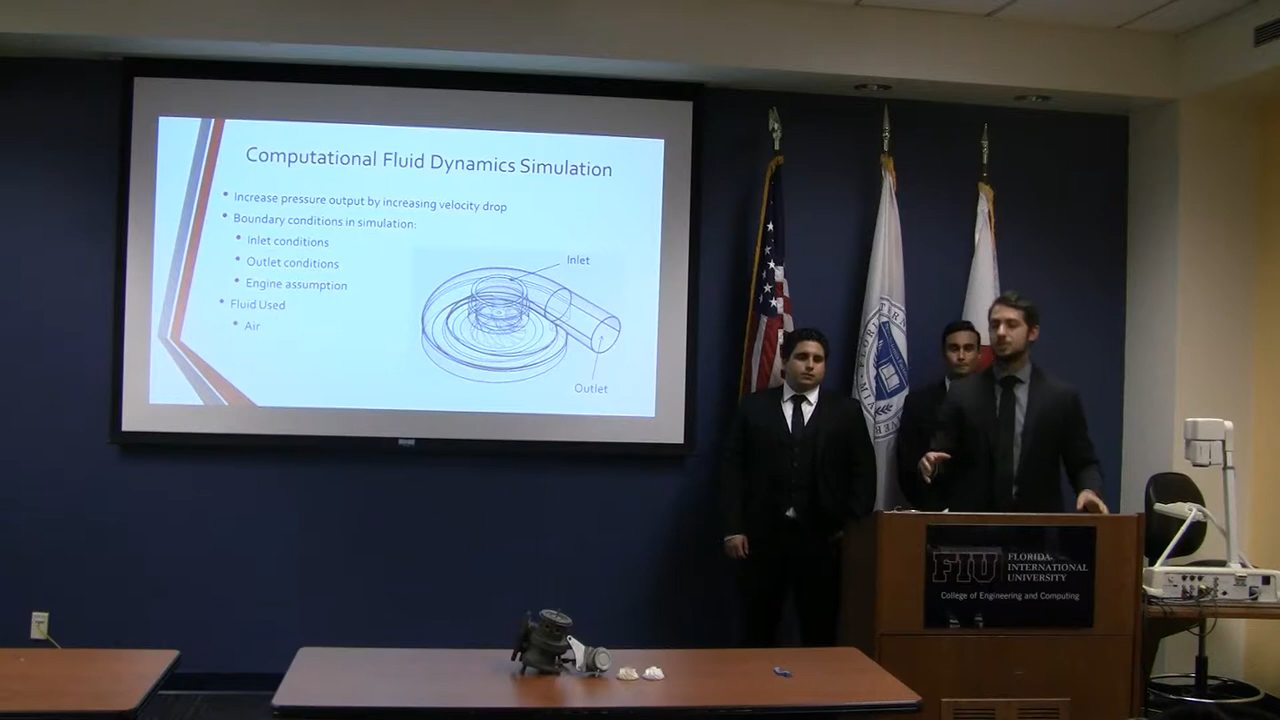 Computational Fluid Dynamics Simulation
• Increase pressure output by increasing velocity drop
• Boundary conditions in simulation:
• Inlet conditions
• Outlet conditions
• Engine assumption
• Fluid Used
• Air
Inlet
Outlet
FIU
FLORIDA
INTERNATIONAL
UNIVERSITY
College of Engineering and Computing